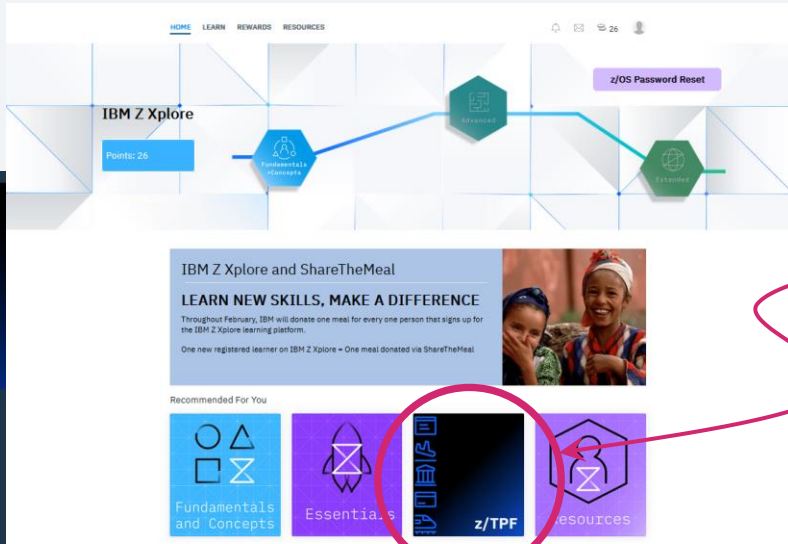 HOME LEARN REWARDS RESOURCES
26
z/OS Password Reset
IBM Z Xplore
Points: 26
Advanced
Fundamentals
+Concepts
Extended
IBM Z Xplore and ShareTheMeal
LEARN NEW SKILLS, MAKE A DIFFERENCE
Throughout February, IBM will donate one meal for every one person that signs up for
the IBM Z Xplore learning platform.
One new registered learner on IBM Z Xplore = One meal donated via ShareTheMeal
Recommended For You
Fundamentals
and Concepts
Essentials
z/TPF
Resources